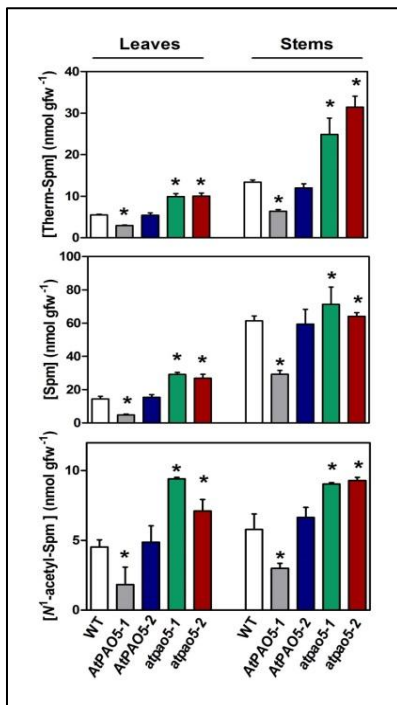 Leaves Stems
[Therm-Spm] (nmol gfw⁻¹)
40
30
20
10
0
* * *
* * *
[Spm] (nmol gfw⁻¹)
100
80
60
40
20
0
* * *
* * *
[N¹-acetyl-Spm ] (nmol gfw⁻¹)
10
5
0
* * *
* * *
WT AtPAO5-1 AtPAO5-2 atpao5-1 atpao5-2 WT AtPAO5-1 AtPAO5-2 atpao5-1 atpao5-2